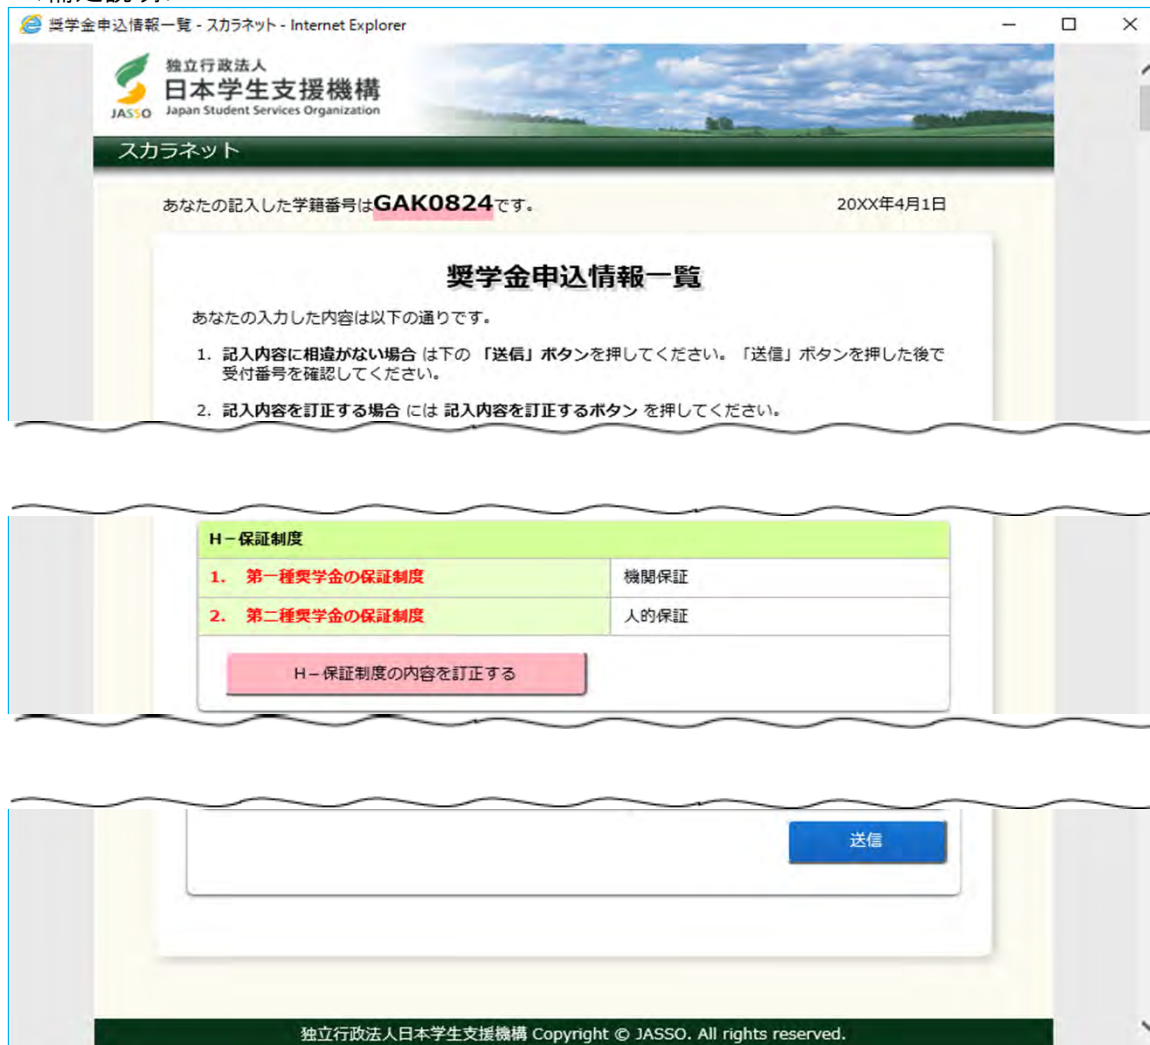 奨学金申込情報一覧 - スカラネット - Internet Explorer
独立行政法人
日本学生支援機構
JASSO Japan Student Services Organization
スカラネット
あなたの記入した学籍番号はGAK0824です。 20XX年4月1日
奨学金申込情報一覧
あなたの入力した内容は以下の通りです。
1. 記入内容に相違がない場合 は下の 「送信」ボタンを押してください。「送信」ボタンを押した後で
受付番号を確認してください。
2. 記入内容を訂正する場合 には 記入内容を訂正するボタン を押してください。
H－保証制度
1. 第一種奨学金の保証制度 機関保証
2. 第二種奨学金の保証制度 人的保証
H－保証制度の内容を訂正する
送信
独立行政法人日本学生支援機構 Copyright © JASSO. All rights reserved.